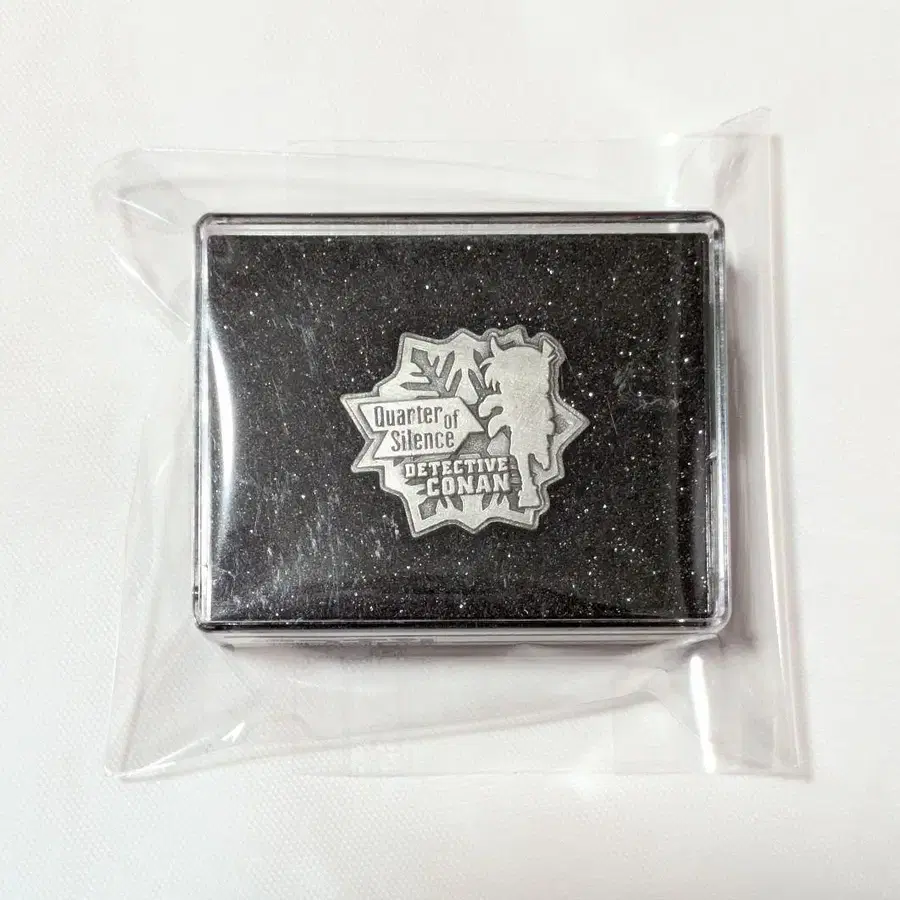 Quarter of
Silence
DETECTIVE
CONAN